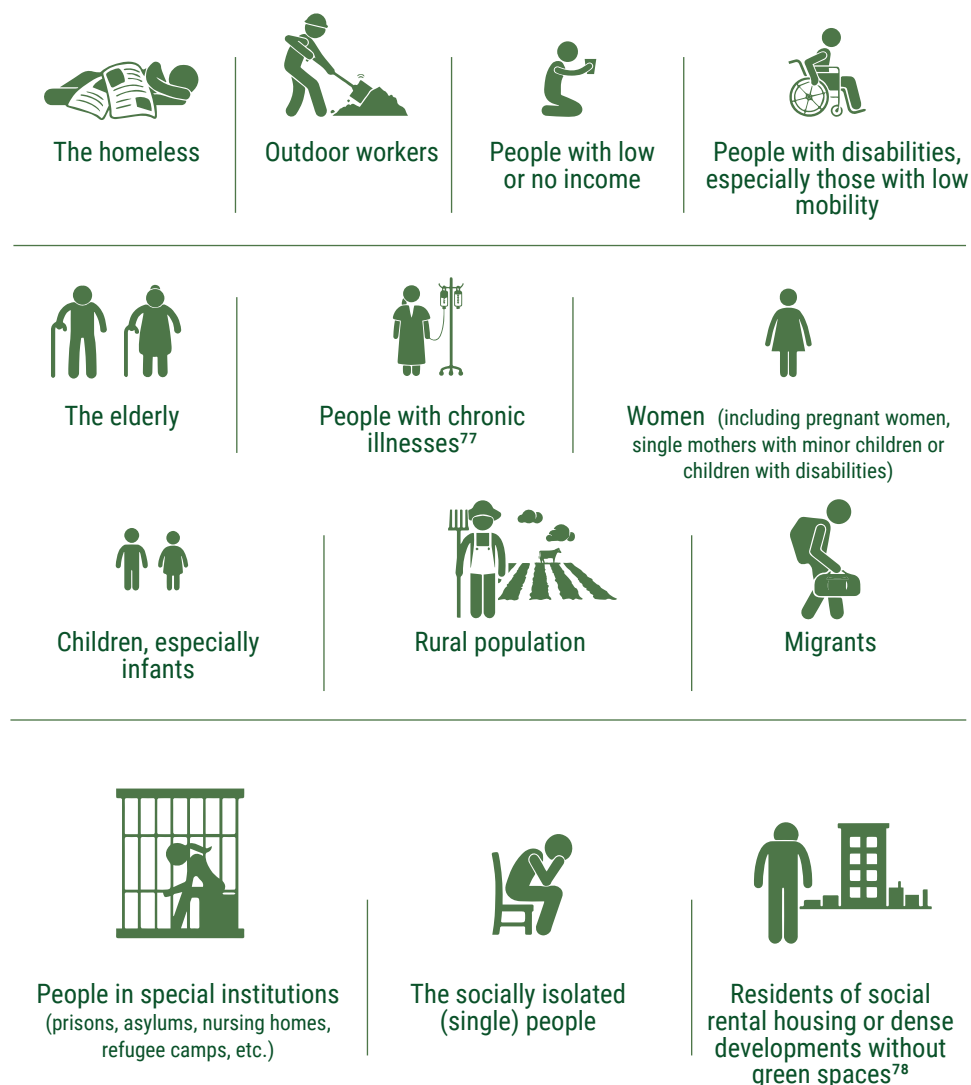 The homeless
Outdoor workers
People with low
or no income
People with disabilities,
especially those with low
mobility
The elderly
People with chronic
illnesses⁷⁷
Women (including pregnant women,
single mothers with minor children or
children with disabilities)
Children, especially
infants
Rural population
Migrants
People in special institutions
(prisons, asylums, nursing homes,
refugee camps, etc.)
The socially isolated
(single) people
Residents of social
rental housing or dense
developments without
green spaces⁷⁸